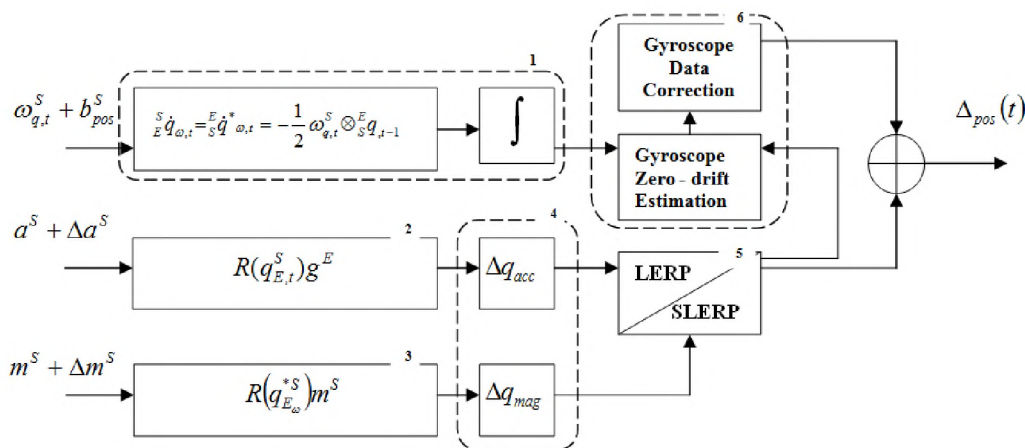 6
Gyroscope
Data
Correction
1
ω^S_{q,t} + b^S_{pos}
^S_E q̇_{ω,t} = ^E_S q̇^*_{ω,t} = -1/2 ω^S_{q,t} ⊗ ^E_S q_{,t-1}
∫
Gyroscope
Zero - drift
Estimation
Δ_{pos}(t)
a^S + Δa^S
2
R(q^S_{E,t})g^E
4
Δq_{acc}
5
LERP
SLERP
m^S + Δm^S
3
R(q^{*S}_{E_ω})m^S
Δq_{mag}